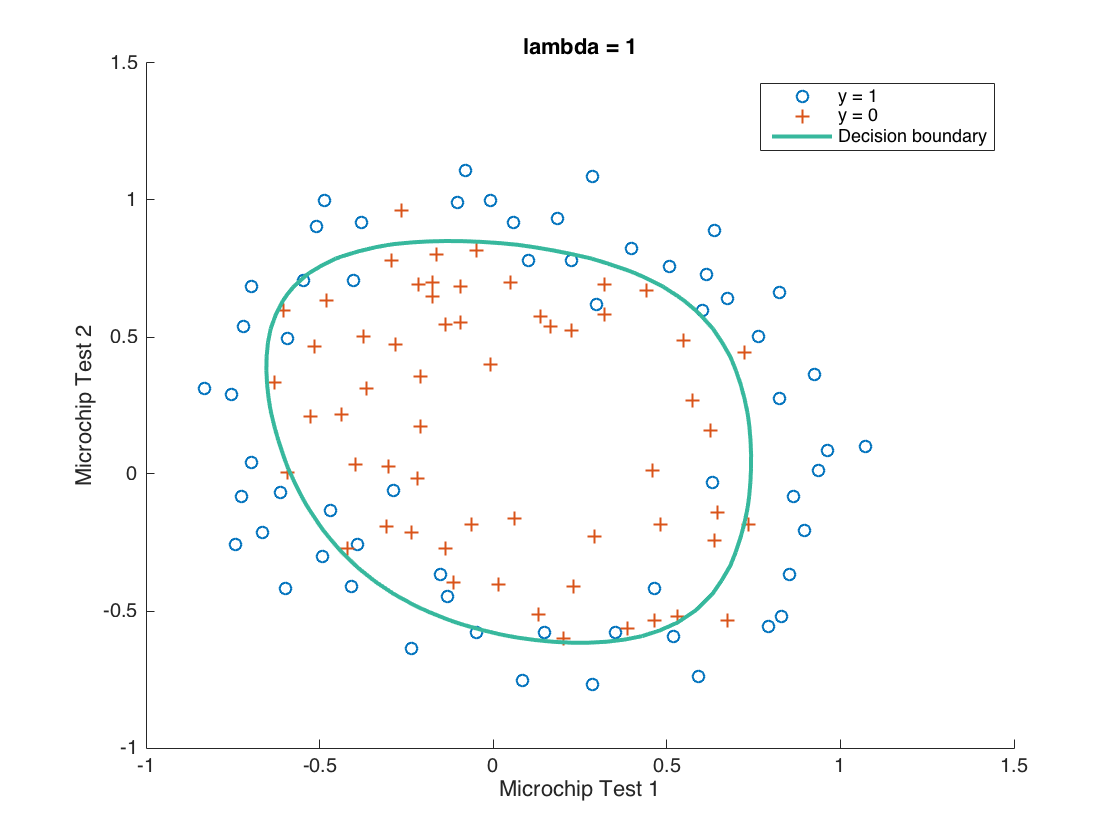 lambda = 1
y = 1
y = 0
Decision boundary
1.5
1
0.5
0
-0.5
-1
Microchip Test 2
-1
-0.5
0
0.5
1
1.5
Microchip Test 1